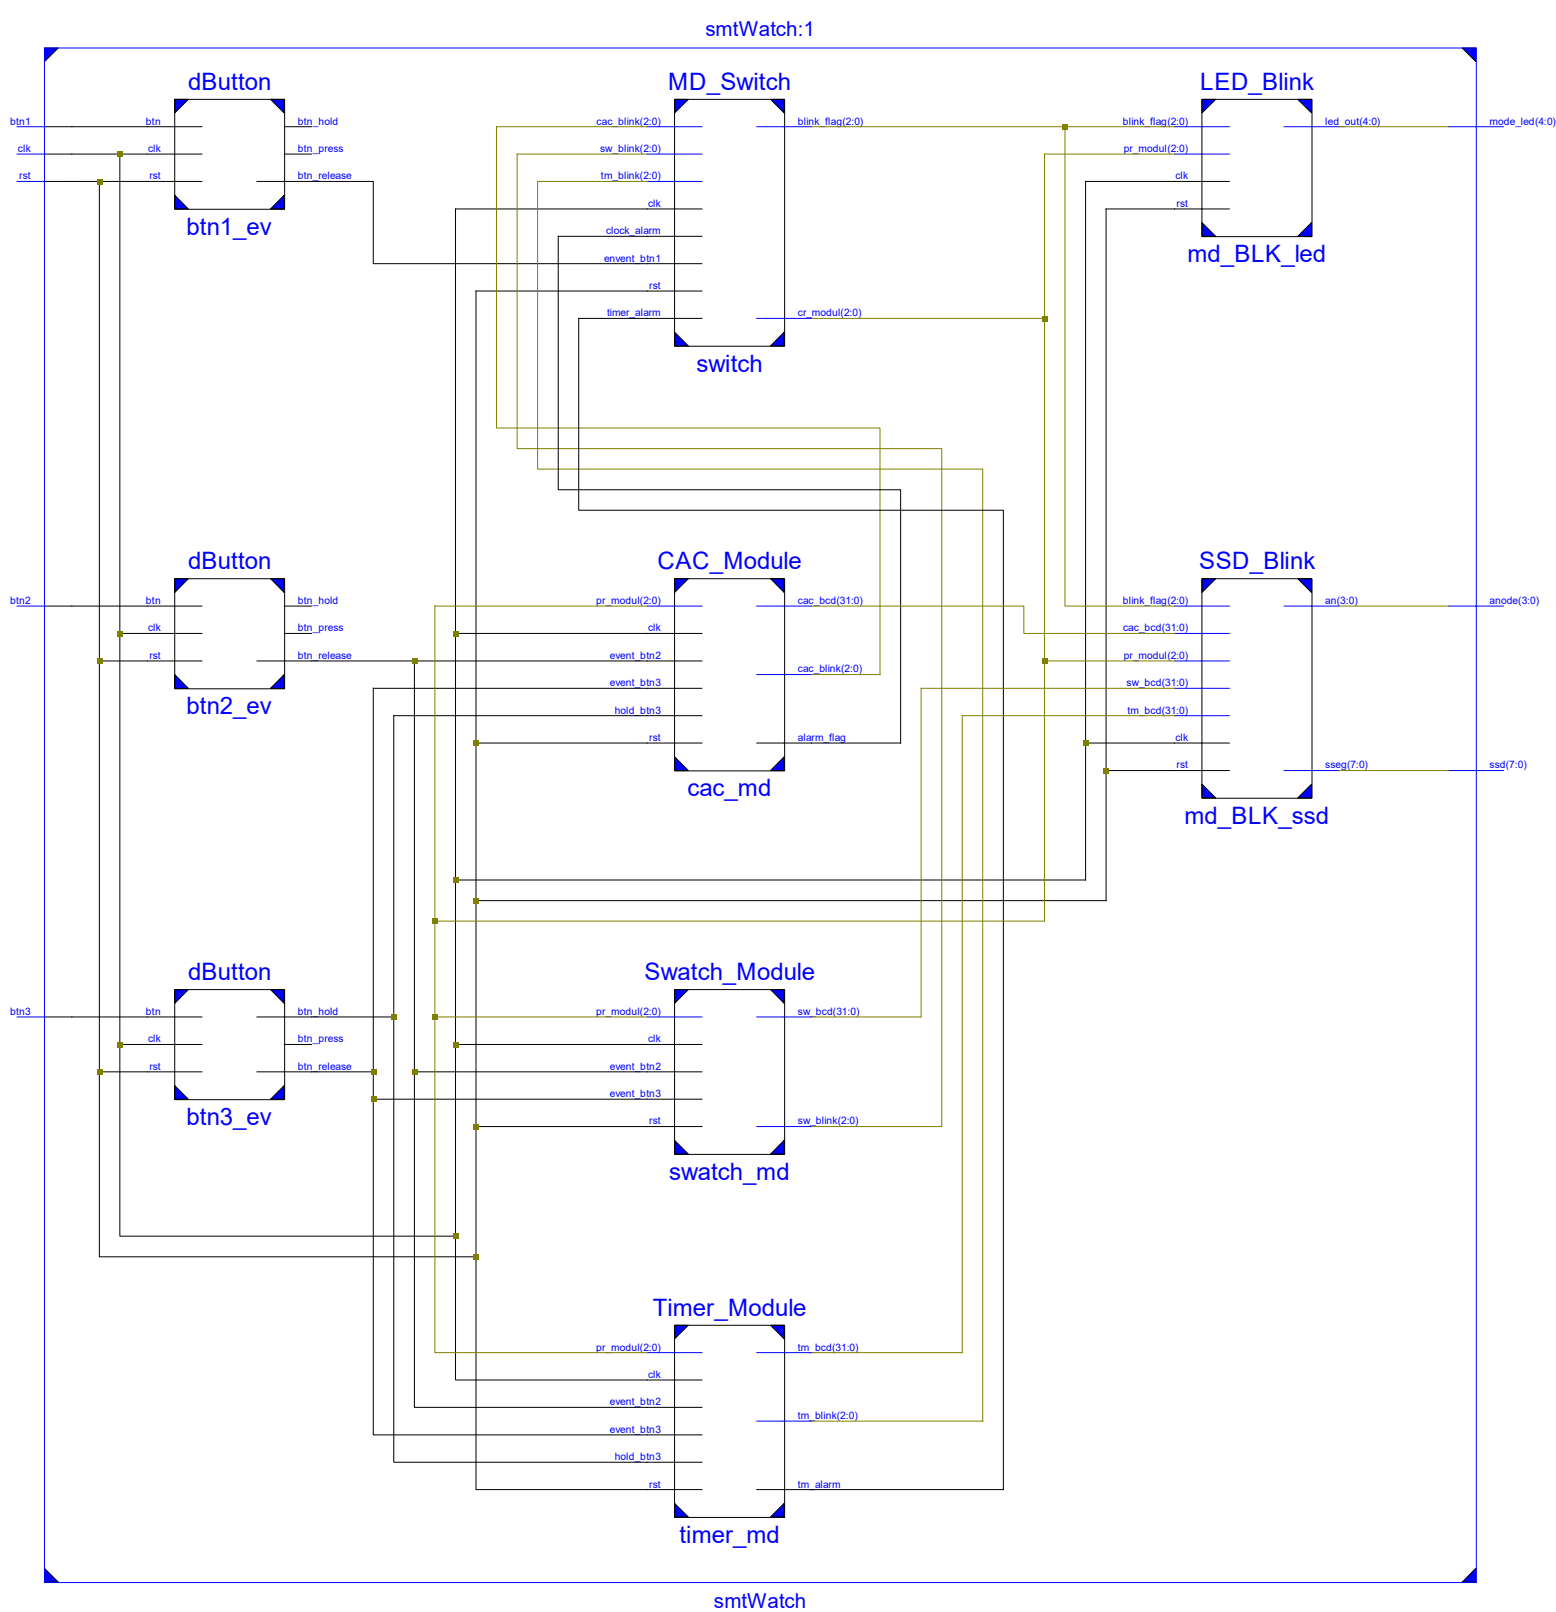 smtWatch:1
dButton
btn1
clk
rst
btn
clk
rst
btn_hold
btn_press
btn_release
btn1_ev
MD_Switch
cac_blink(2:0)
sw_blink(2:0)
tm_blink(2:0)
clk
clock_alarm
envent_btn1
rst
timer_alarm
blink_flag(2:0)
cr_modul(2:0)
switch
LED_Blink
blink_flag(2:0)
pr_modul(2:0)
clk
rst
led_out(4:0)
mode_led(4:0)
md_BLK_led
dButton
btn2
btn
clk
rst
btn_hold
btn_press
btn_release
btn2_ev
CAC_Module
pr_modul(2:0)
clk
event_btn2
event_btn3
hold_btn3
rst
cac_bcd(31:0)
cac_blink(2:0)
alarm_flag
cac_md
SSD_Blink
blink_flag(2:0)
cac_bcd(31:0)
pr_modul(2:0)
sw_bcd(31:0)
tm_bcd(31:0)
clk
rst
an(3:0)
sseg(7:0)
anode(3:0)
ssd(7:0)
md_BLK_ssd
dButton
btn3
btn
clk
rst
btn_hold
btn_press
btn_release
btn3_ev
Swatch_Module
pr_modul(2:0)
clk
event_btn2
event_btn3
rst
sw_bcd(31:0)
sw_blink(2:0)
swatch_md
Timer_Module
pr_modul(2:0)
clk
event_btn2
event_btn3
hold_btn3
rst
tm_bcd(31:0)
tm_blink(2:0)
tm_alarm
timer_md
smtWatch